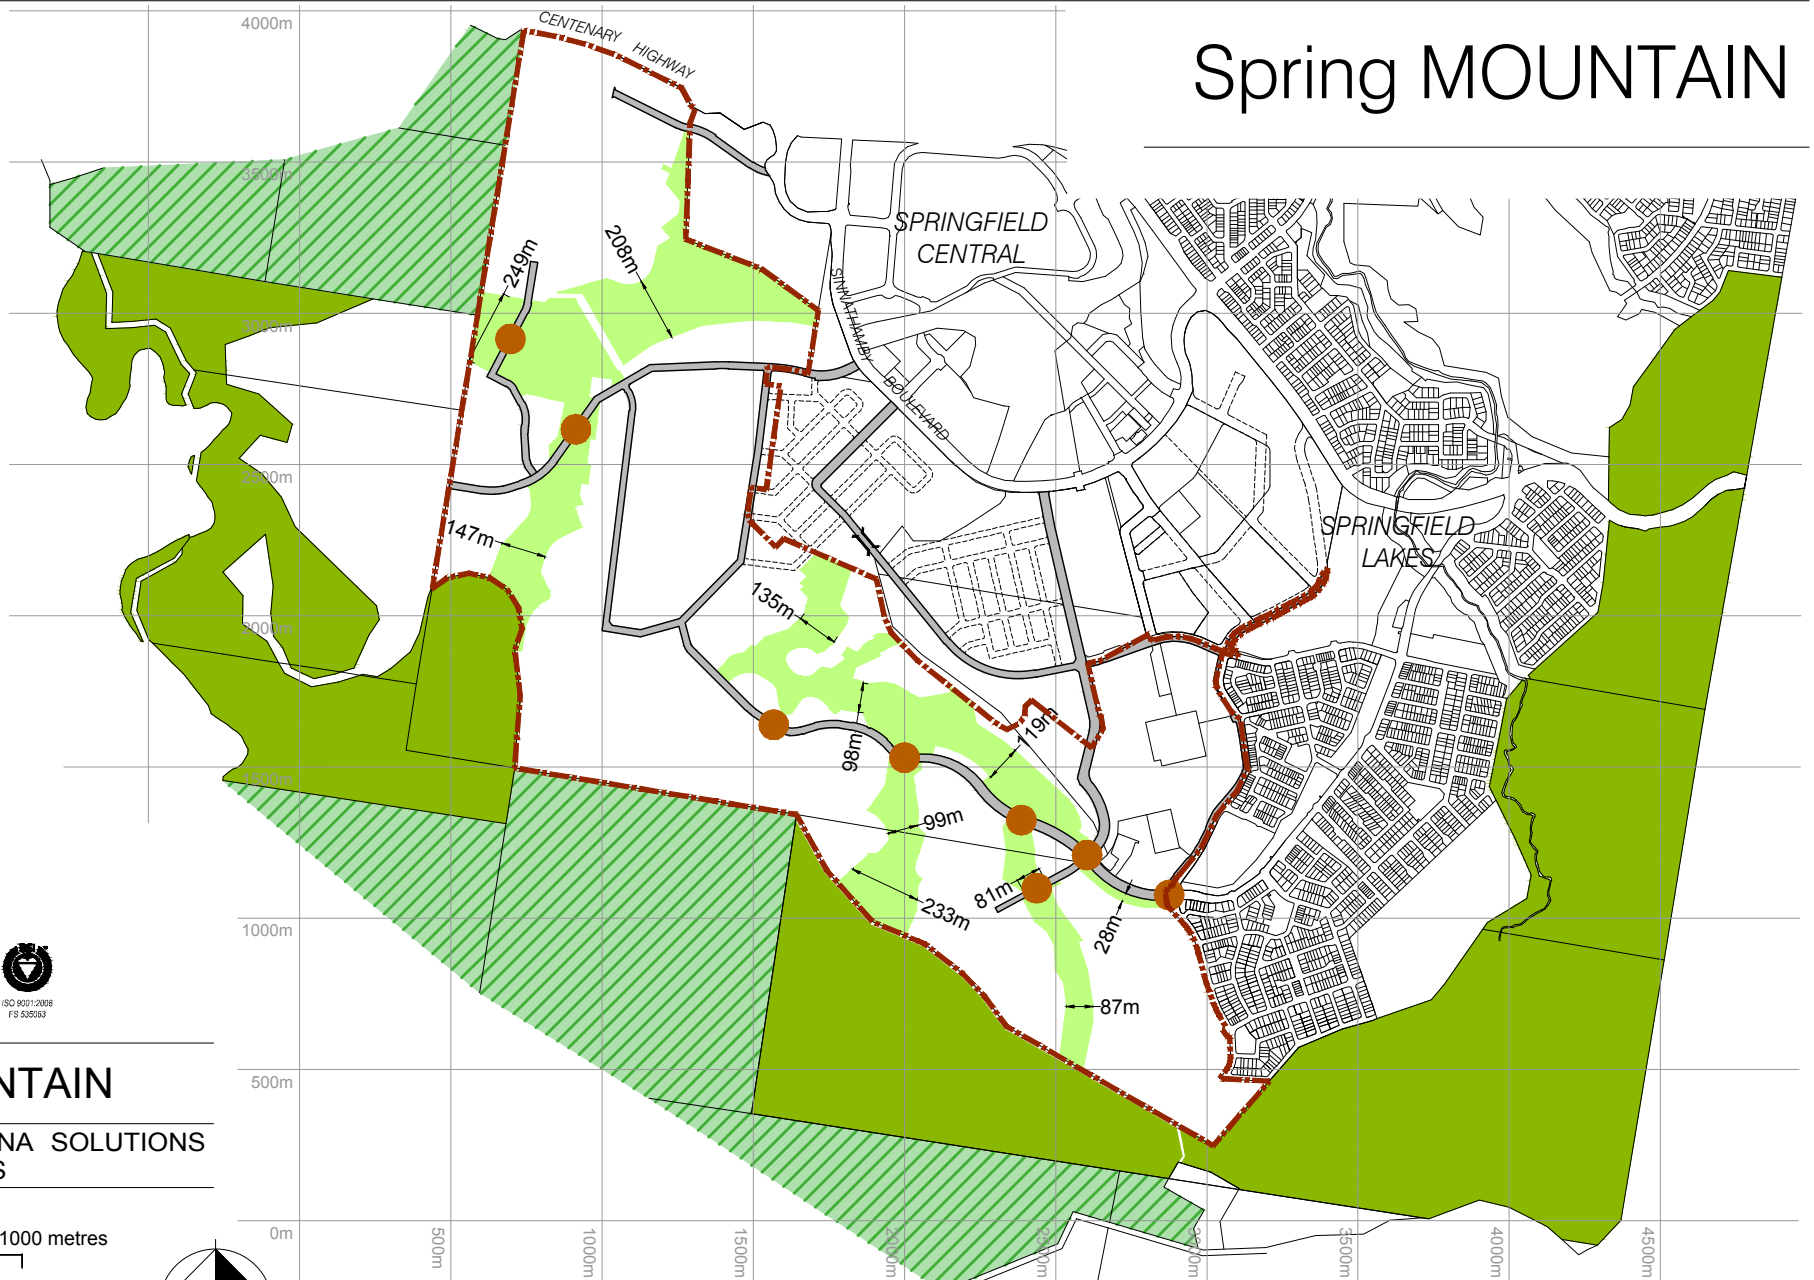 Spring MOUNTAIN
CENTENARY HIGHWAY
SPRINGFIELD
CENTRAL
SINNATHAMBY
BOULEVARD
SPRINGFIELD
LAKES
249m
208m
147m
135m
98m
119m
99m
233m
81m
28m
87m
4000m
3500m
3000m
2500m
2000m
1500m
1000m
500m
0m
500m
1000m
1500m
2000m
2500m
3000m
3500m
4000m
4500m
ISO 9001:2008
FS 535063
NTAIN
NA SOLUTIONS
S
1000 metres